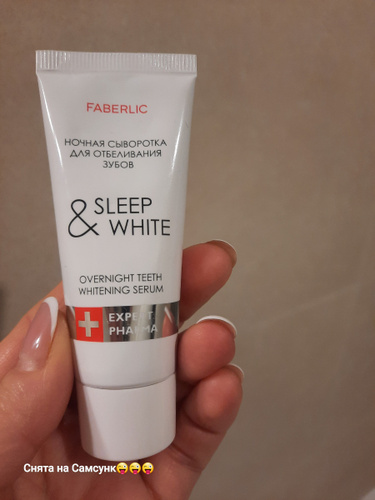 FABERLIC
НОЧНАЯ СЫВОРОТКА
ДЛЯ ОТБЕЛИВАНИЯ
ЗУБОВ
SLEEP
& WHITE
OVERNIGHT TEETH
WHITENING SERUM
EXPERT
PHARMA
Снята на Самсунк😜😜😜